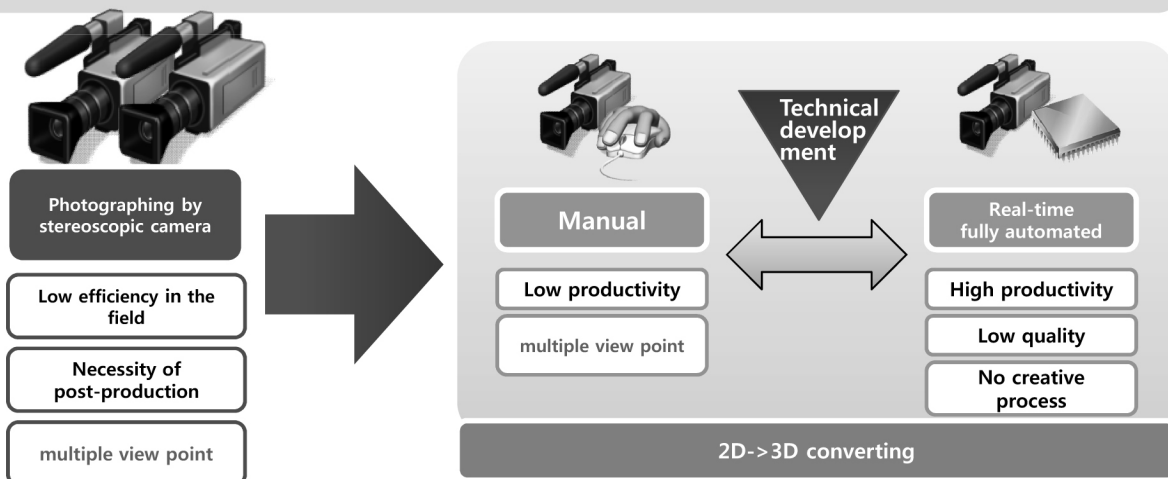 Photographing by
stereoscopic camera
Low efficiency in the
field
Necessity of
post-production
multiple view point
Manual
Low productivity
multiple view point
Technical
develop
ment
Real-time
fully automated
High productivity
Low quality
No creative
process
2D->3D converting